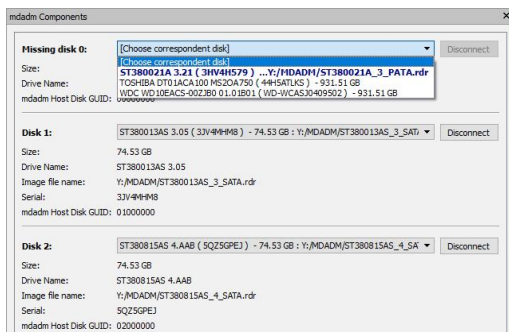 mdadm Components
Missing disk 0: [Choose correspondent disk] Disconnect
[Choose correspondent disk]
ST380021A 3.21 ( 3HV4H579 ) ...Y:/MDADM/ST380021A_3_PATA.rdr
TOSHIBA DT01ACA100 MS2OA750 ( 44H5ATLKS ) - 931.51 GB
WDC WD10EACS-00ZJB0 01.01B01 ( WD-WCASJ0409502 ) - 931.51 GB
Size:
Drive Name:
mdadm Host Disk GUID: 00000000
Disk 1: ST380013AS 3.05 ( 3JV4MHM8 ) - 74.53 GB : Y:/MDADM/ST380013AS_3_SAT Disconnect
Size: 74.53 GB
Drive Name: ST380013AS 3.05
Image file name: Y:/MDADM/ST380013AS_3_SATA.rdr
Serial: 3JV4MHM8
mdadm Host Disk GUID: 01000000
Disk 2: ST380815AS 4.AAB ( 5QZ5GPEJ ) - 74.53 GB : Y:/MDADM/ST380815AS_4_SA Disconnect
Size: 74.53 GB
Drive Name: ST380815AS 4.AAB
Image file name: Y:/MDADM/ST380815AS_4_SATA.rdr
Serial: 5QZ5GPEJ
mdadm Host Disk GUID: 02000000